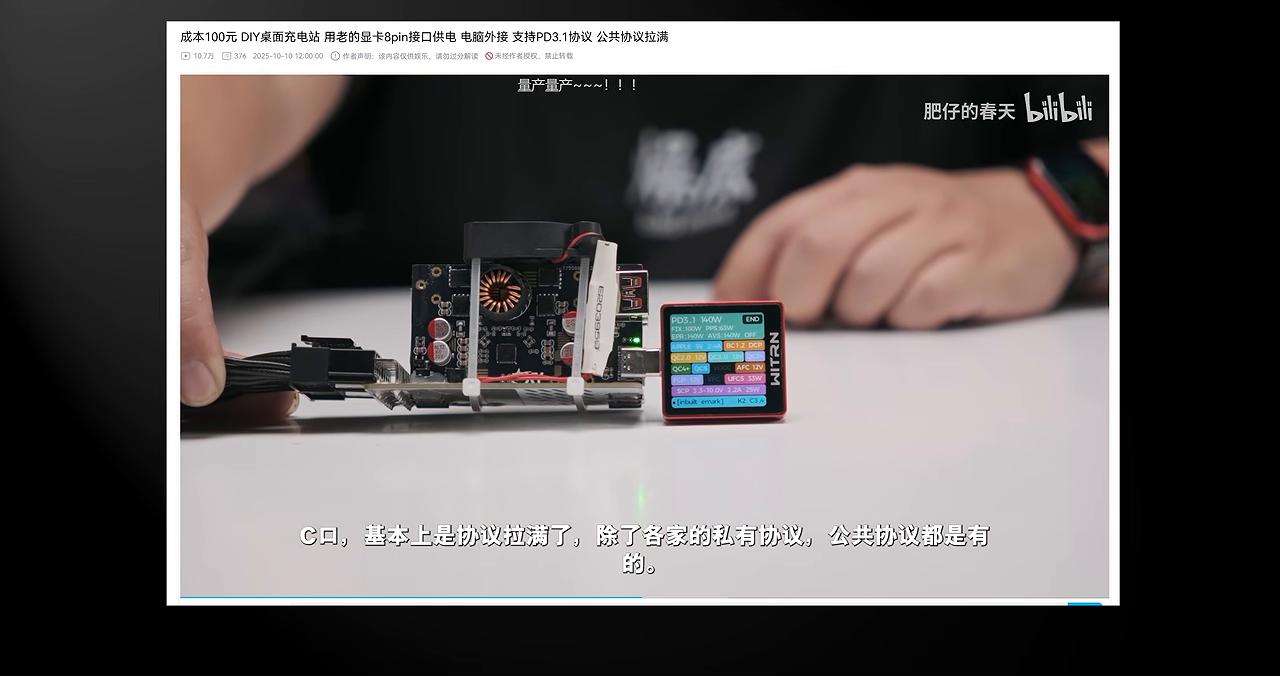 成本100元 DIY桌面充电站 用老的显卡8pin接口供电 电脑外接 支持PD3.1协议 公共协议拉满
10.7万 376 2025-10-10 12:00:00 作者声明：该内容仅供娱乐，请勿过分解读 未经作者授权，禁止转载
量产量产~~~！！！
肥仔的春天 bilibili
PD3.1 140W END
FIX:100W PPS:65W
EPR:140W AVS:140W OFF
APPLE 5V 2.4A BC1.2 DCP
QC2.0 12V QC3.0 12V
QC4+ QC5 VOOC AFC 12V
FCP 12V UFCS 33W
SCP 3.3-10.0V 2.2A 25W
[inbuilt emark] K2 C3
WITRN
C口，基本上是协议拉满了，除了各家的私有协议，公共协议都是有
的。